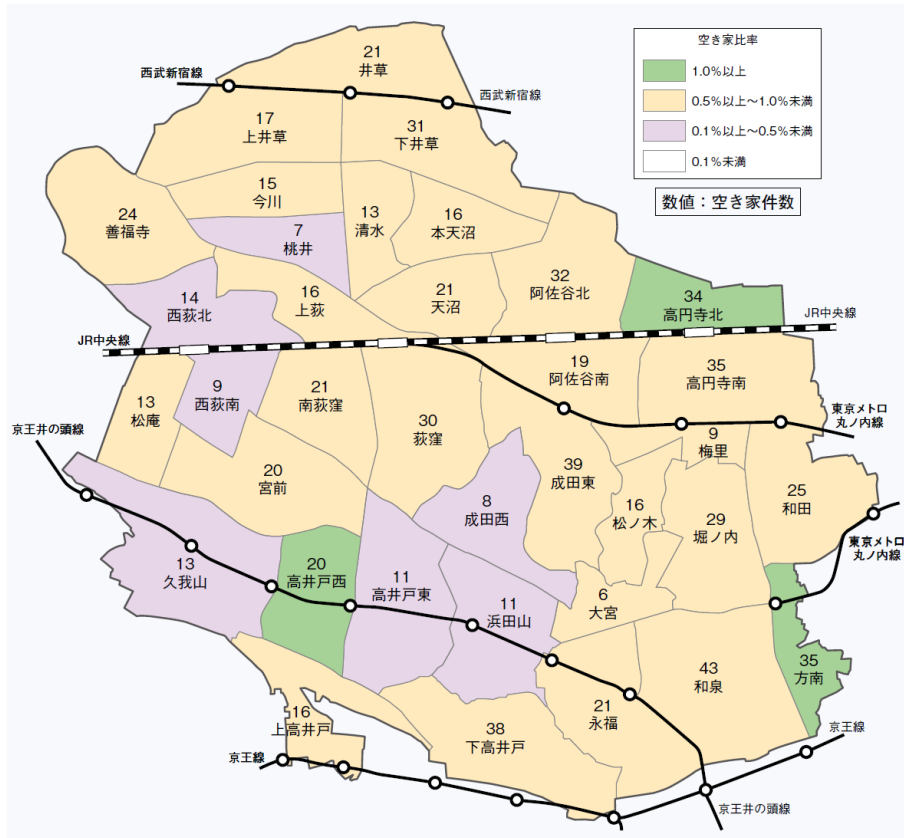 空き家比率
1.0%以上
0.5%以上～1.0%未満
0.1%以上～0.5%未満
0.1%未満
数値：空き家件数
21
井草
西武新宿線
西武新宿線
17
上井草
31
下井草
15
今川
13
清水
16
本天沼
24
善福寺
7
桃井
14
西荻北
16
上荻
21
天沼
32
阿佐谷北
34
高円寺北
JR中央線
JR中央線
19
阿佐谷南
35
高円寺南
13
松庵
9
西荻南
21
南荻窪
30
荻窪
東京メトロ
丸ノ内線
京王井の頭線
20
宮前
39
成田東
9
梅里
8
成田西
16
松ノ木
29
堀ノ内
25
和田
東京メトロ
丸ノ内線
13
久我山
20
高井戸西
11
高井戸東
11
浜田山
6
大宮
43
和泉
35
方南
16
上高井戸
38
下高井戸
21
永福
京王線
京王線
京王井の頭線